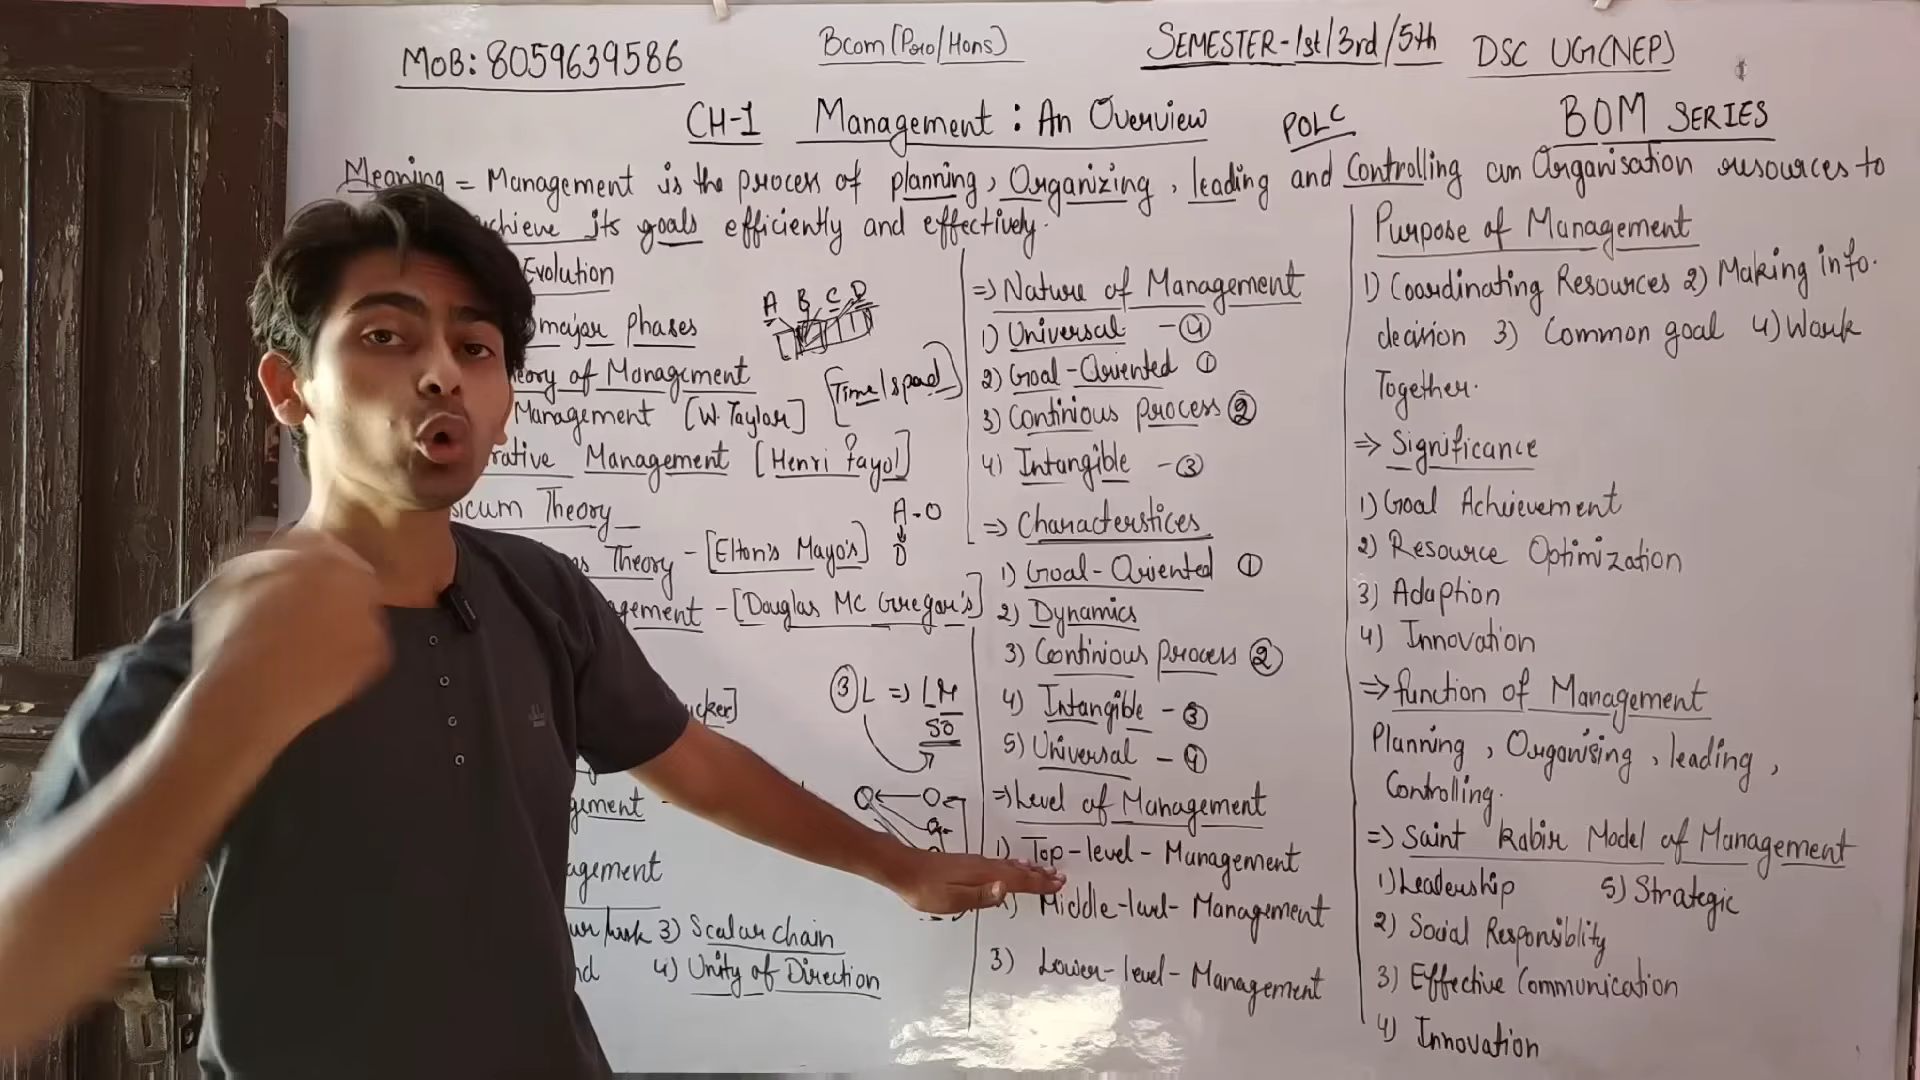 MOB: 8059639586
Bcom (Pro/Hons)
SEMESTER-1st/3rd/5th
DSC UG(NEP)
CH-1 Management : An Overview
POLC
BOM SERIES
Meaning = Management is the process of planning, Organizing, leading and Controlling an Organisation resources to
its goals efficiently and effectively.
Evolution
major phases
of Management
Management [W. Taylor]
Management [Henri Fayol]
Theory
Theory - [Elton's Mayo's]
- [Douglas MC Gregor's]
A B C D
[Time/spead]
A - O
D
③ L => LM
50
3) Scalar chain
4) Unity of Direction
=> Nature of Management
1) Universal - ④
2) Goal-Oriented ①
3) Continious process ②
4) Intangible - ③
=> Characterstices
1) Goal-Oriented ①
2) Dynamics
3) Continious process ②
4) Intangible - ③
5) Universal - ④
=> Level of Management
1) Top-level-Management
Middle-level-Management
3) Lower-level-Management
Purpose of Management
1) Coordinating Resources 2) Making info.
decision 3) Common goal 4) Work
Together.
=> Significance
1) Goal Achievement
2) Resource Optimization
3) Adaption
4) Innovation
=> function of Management
Planning, Organising, leading,
Controlling.
=> Saint Kabir Model of Management
1) Leadership 5) Strategic
2) Social Responsiblity
3) Effective Communication
4) Innovation